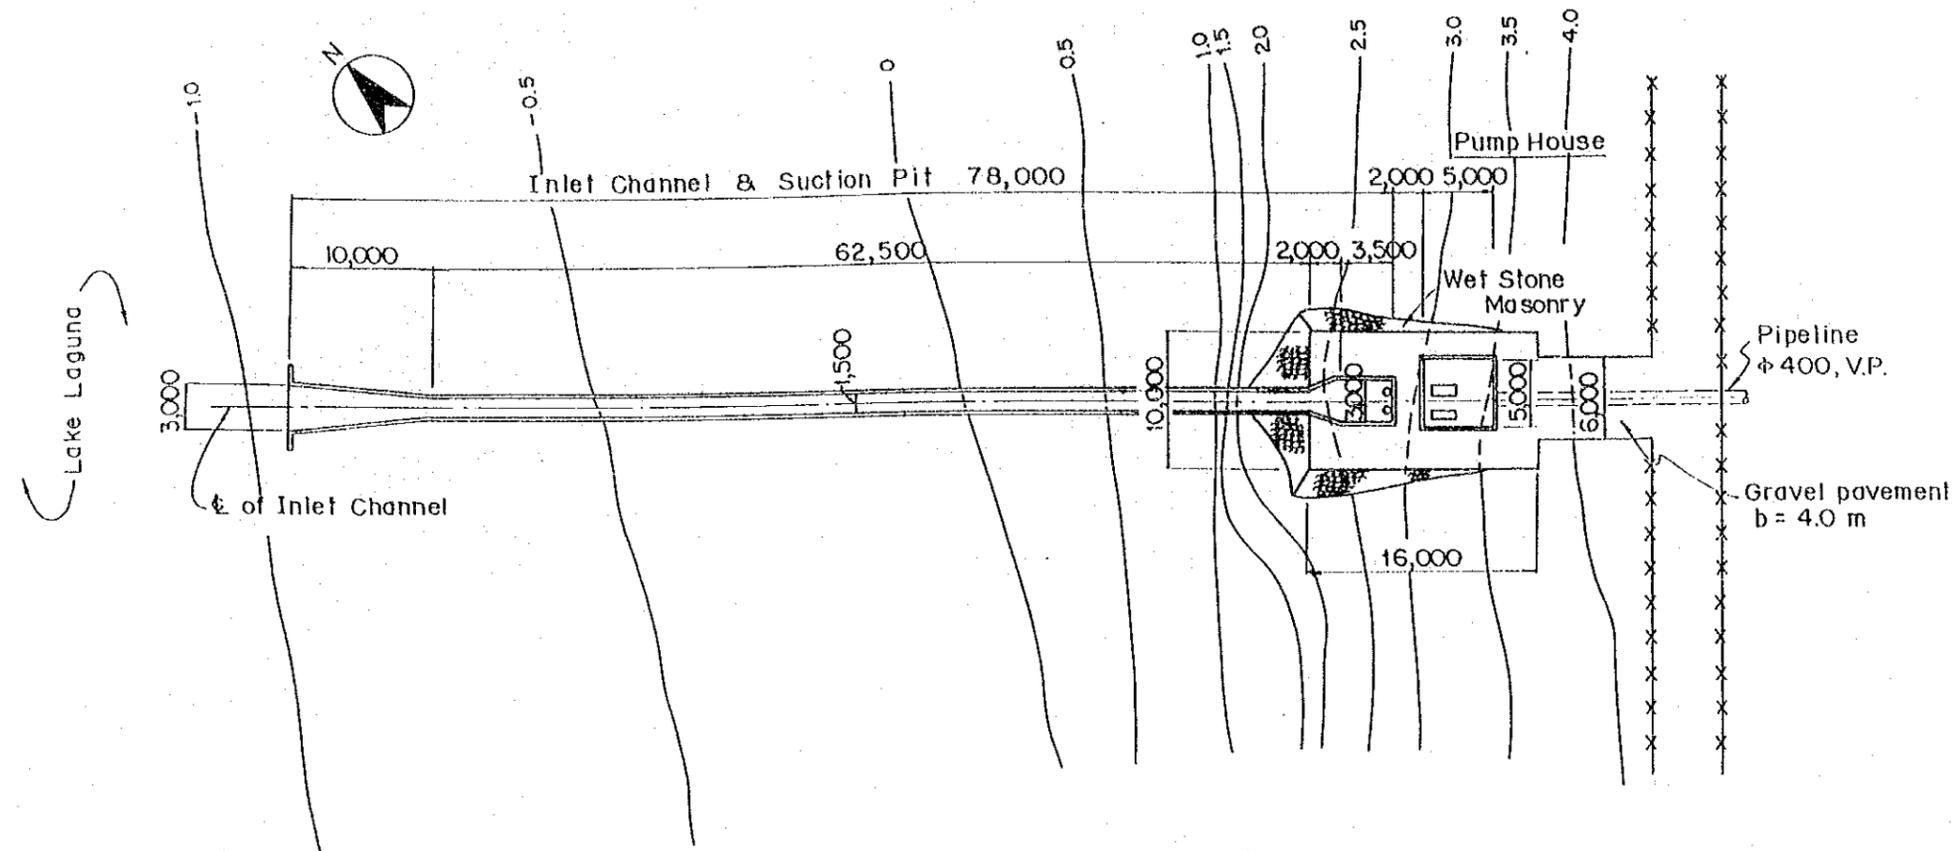 N
-1.0
-0.5
0
0.5
1.0
1.5
2.0
2.5
3.0
3.5
4.0
Pump House
Inlet Channel & Suction Pit 78,000
2,000 5,000
10,000
62,500
2,000 3,500
Wet Stone
Masonry
Lake Laguna
3,000
1,500
10,000
3,000
5,000
6,000
Pipeline
ϕ 400, V.P.
℄ of Inlet Channel
Gravel pavement
b = 4.0 m
16,000